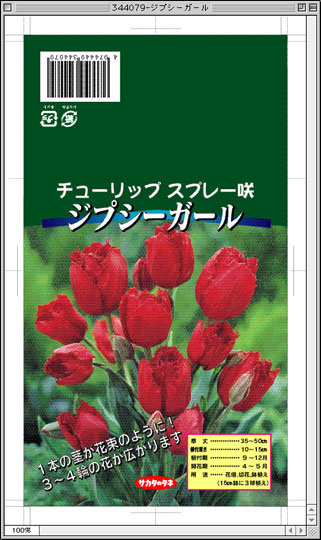 344079-ジプシーガール
4 974449 344079
チューリップ スプレー咲
ジプシーガール
1本の茎が花束のように！
3〜4輪の花が広がります
サカタのタネ
草　丈 ……………35〜50cm
植付深さ …………10〜15cm
植付期 …………… 9〜12月
開花期 …………… 4〜5月
用　途 …… 花壇、切花、鉢植え
(15cm鉢に3球植え)
100%